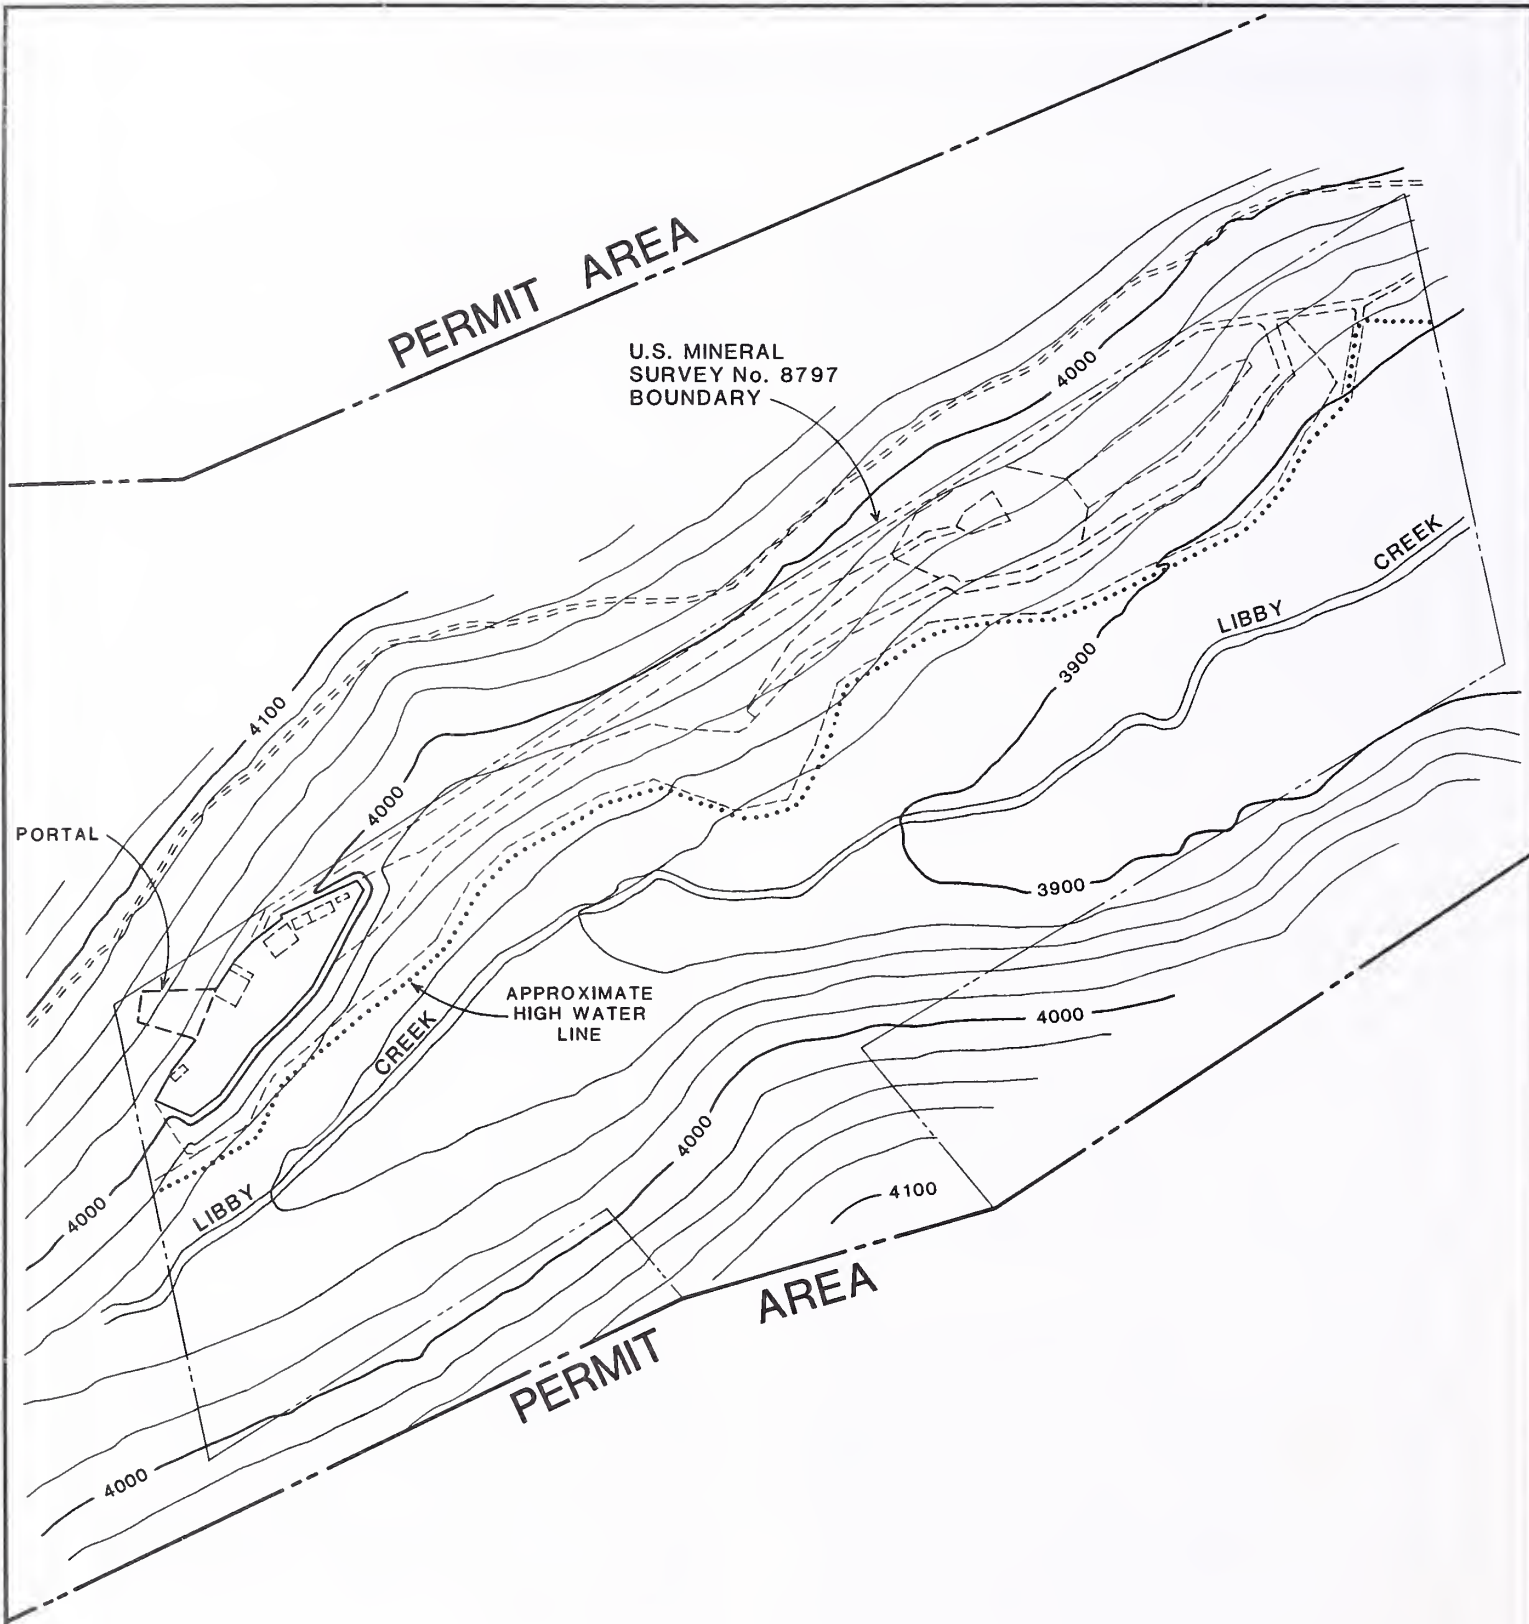 PERMIT AREA
U.S. MINERAL
SURVEY No. 8797
BOUNDARY
4000
CREEK
LIBBY
3900
4100
4000
PORTAL
3900
APPROXIMATE
HIGH WATER
LINE
4000
CREEK
4000
4100
LIBBY
4000
AREA
PERMIT
4000